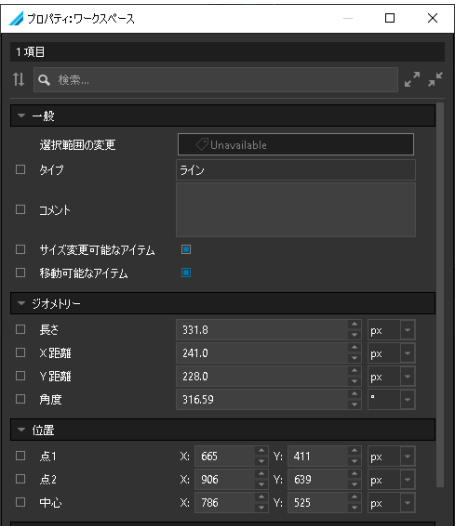 プロパティ:ワークスペース
1 項目
検索...
一般
選択範囲の変更 Unavailable
タイプ ライン
コメント
サイズ変更可能なアイテム
移動可能なアイテム
ジオメトリー
長さ 331.8 px
X 距離 241.0 px
Y 距離 228.0 px
角度 316.59 °
位置
点1 X: 665 Y: 411 px
点2 X: 906 Y: 639 px
中心 X: 786 Y: 525 px